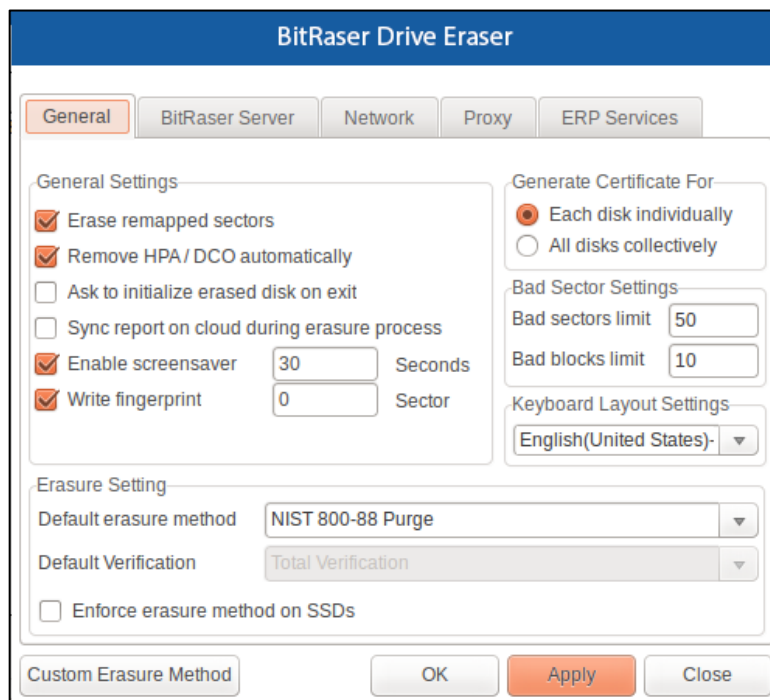 BitRaser Drive Eraser
General
BitRaser Server
Network
Proxy
ERP Services
General Settings
Erase remapped sectors
Remove HPA / DCO automatically
Ask to initialize erased disk on exit
Sync report on cloud during erasure process
Enable screensaver 30 Seconds
Write fingerprint 0 Sector
Generate Certificate For
Each disk individually
All disks collectively
Bad Sector Settings
Bad sectors limit 50
Bad blocks limit 10
Keyboard Layout Settings
English(United States)-
Erasure Setting
Default erasure method NIST 800-88 Purge
Default Verification Total Verification
Enforce erasure method on SSDs
Custom Erasure Method
OK
Apply
Close